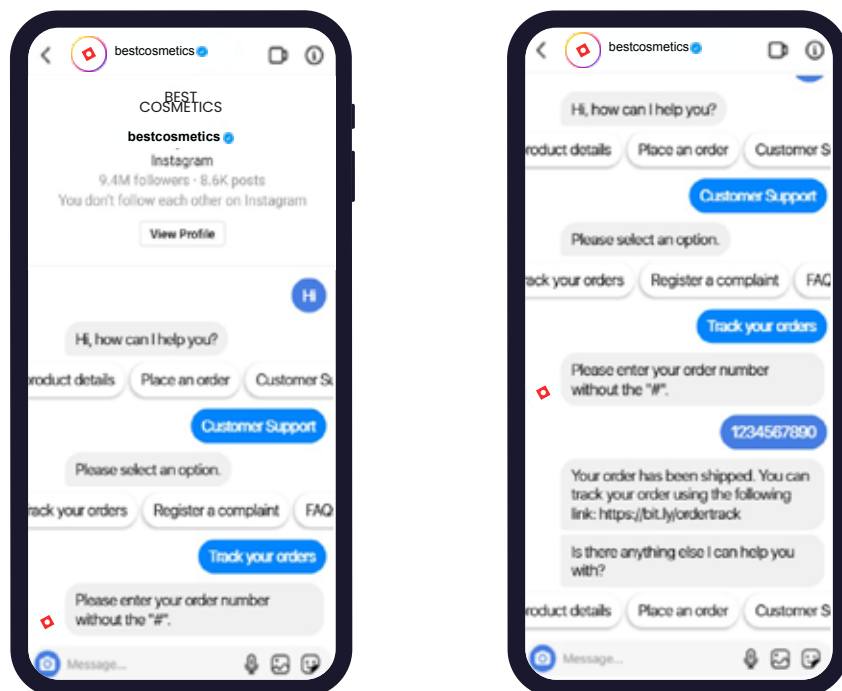 bestcosmetics
BEST
COSMETICS
bestcosmetics
Instagram
9.4M followers · 8.6K posts
You don't follow each other on Instagram
View Profile
Hi
Hi, how can I help you?
roduct details Place an order Customer Su
Customer Support
Please select an option.
rack your orders Register a complaint FAQ
Track your orders
Please enter your order number
without the "#".
Message...
bestcosmetics
Hi, how can I help you?
roduct details Place an order Customer S
Customer Support
Please select an option.
rack your orders Register a complaint FAQ
Track your orders
Please enter your order number
without the "#".
1234567890
Your order has been shipped. You can
track your order using the following
link: https://bit.ly/ordertrack
Is there anything else I can help you
with?
roduct details Place an order Customer S
Message...